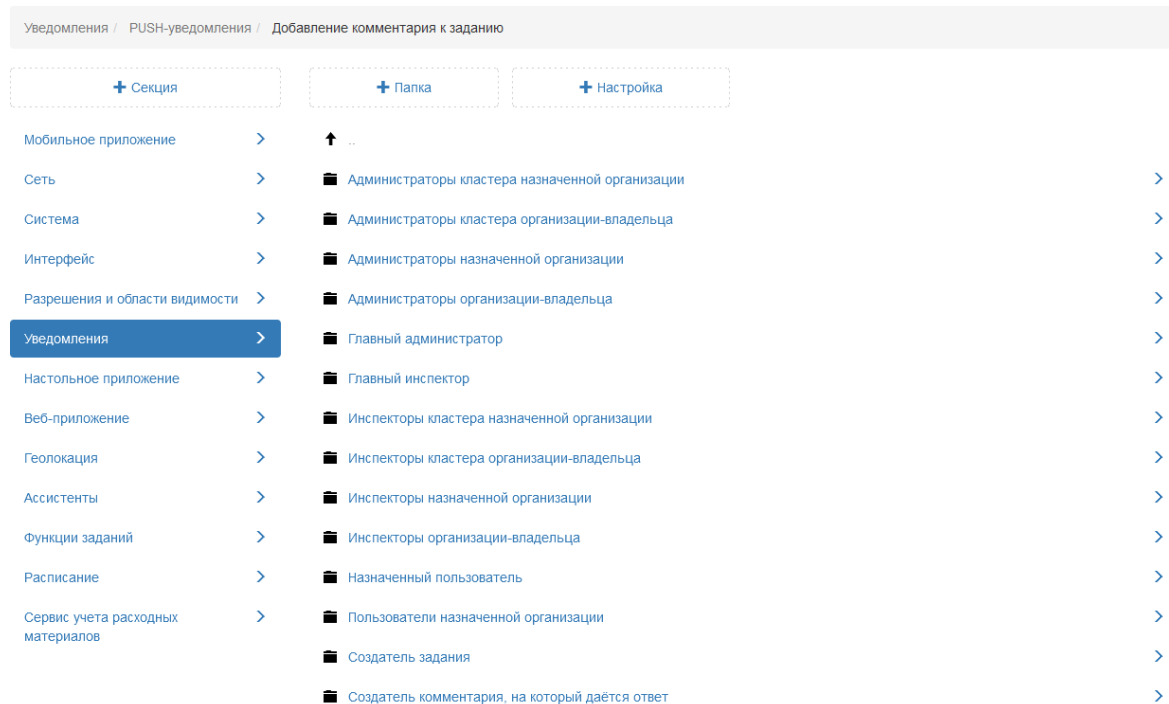 Уведомления / PUSH-уведомления / Добавление комментария к заданию
+ Секция
+ Папка
+ Настройка
Мобильное приложение
Сеть
Система
Интерфейс
Разрешения и области видимости
Уведомления
Настольное приложение
Веб-приложение
Геолокация
Ассистенты
Функции заданий
Расписание
Сервис учета расходных
материалов
..
Администраторы кластера назначенной организации
Администраторы кластера организации-владельца
Администраторы назначенной организации
Администраторы организации-владельца
Главный администратор
Главный инспектор
Инспекторы кластера назначенной организации
Инспекторы кластера организации-владельца
Инспекторы назначенной организации
Инспекторы организации-владельца
Назначенный пользователь
Пользователи назначенной организации
Создатель задания
Создатель комментария, на который даётся ответ